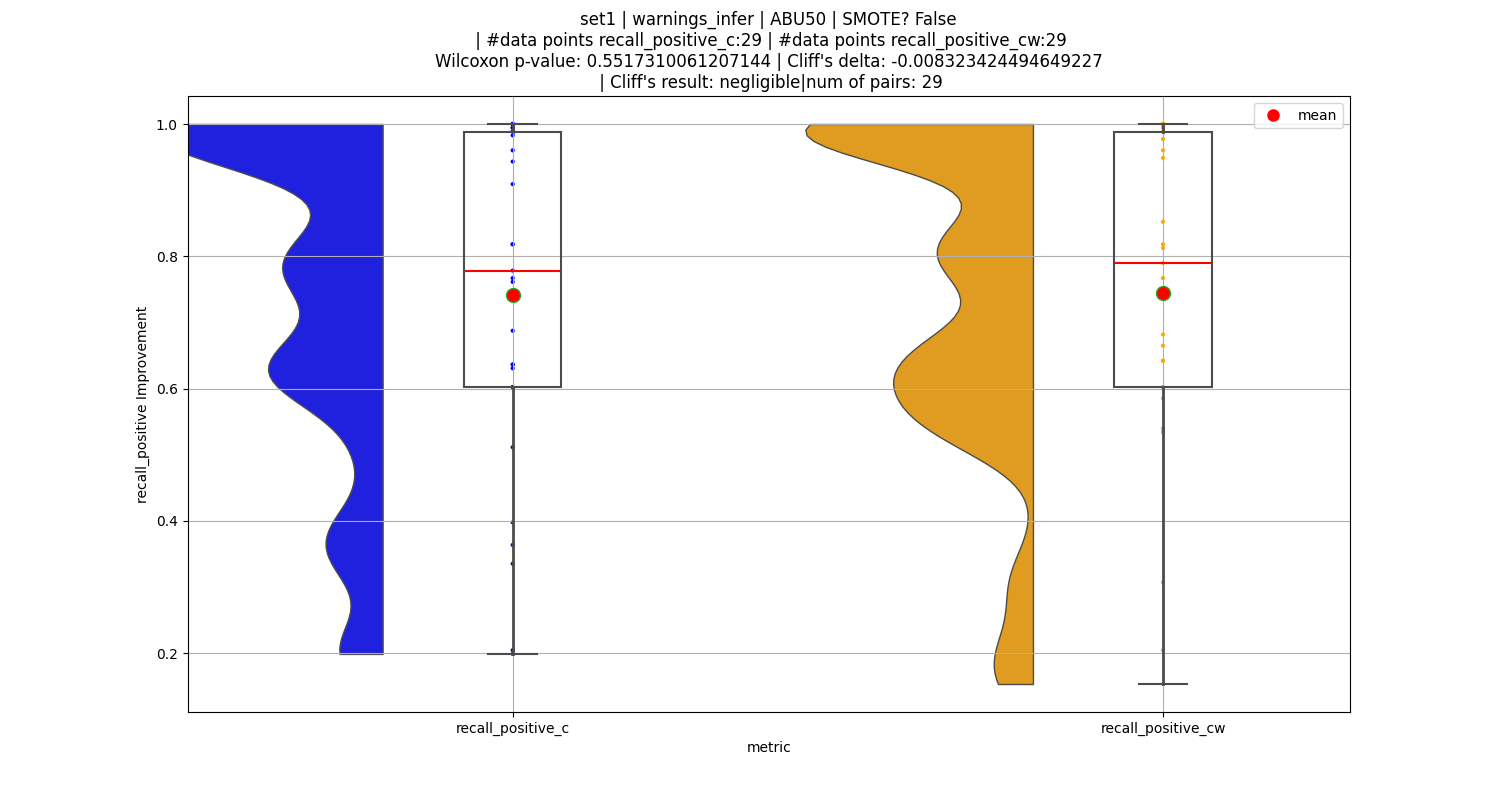 set1 | warnings_infer | ABU50 | SMOTE? False
| #data points recall_positive_c:29 | #data points recall_positive_cw:29
Wilcoxon p-value: 0.5517310061207144 | Cliff's delta: -0.008323424494649227
| Cliff's result: negligible|num of pairs: 29
mean
1.0
0.8
0.6
0.4
0.2
recall_positive Improvement
recall_positive_c
recall_positive_cw
metric